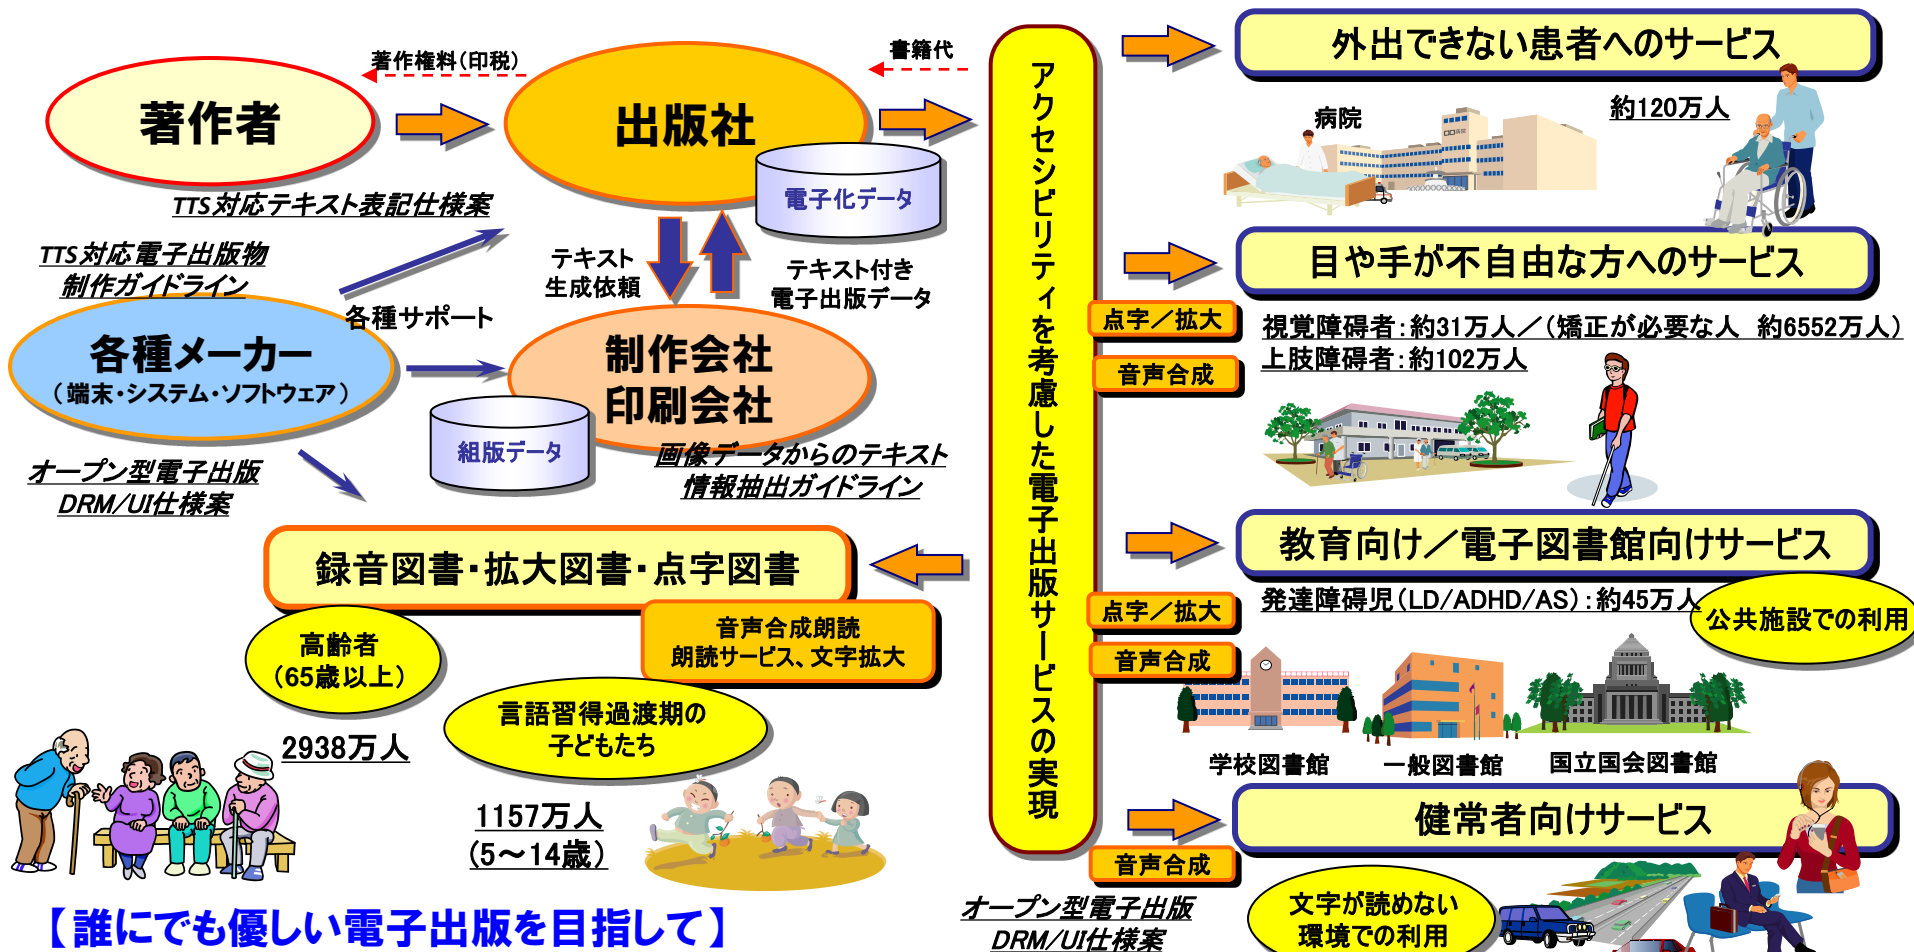 著作者
著作権料(印税)
出版社
書籍代
電子化データ
TTS対応テキスト表記仕様案
TTS対応電子出版物
制作ガイドライン
各種サポート
テキスト
生成依頼
テキスト付き
電子出版データ
各種メーカー
(端末・システム・ソフトウェア)
制作会社
印刷会社
組版データ
画像データからのテキスト
情報抽出ガイドライン
オープン型電子出版
DRM/UI仕様案
録音図書・拡大図書・点字図書
音声合成朗読
朗読サービス、文字拡大
高齢者
(65歳以上)
2938万人
言語習得過渡期の
子どもたち
1157万人
(5～14歳)
【誰にでも優しい電子出版を目指して】
アクセシビリティを考慮した電子出版サービスの実現
外出できない患者へのサービス
病院
約120万人
目や手が不自由な方へのサービス
点字／拡大
音声合成
視覚障碍者：約31万人／(矯正が必要な人 約6552万人)
上肢障碍者：約102万人
教育向け／電子図書館向けサービス
点字／拡大
音声合成
発達障碍児(LD/ADHD/AS)：約45万人
公共施設での利用
学校図書館
一般図書館
国立国会図書館
健常者向けサービス
音声合成
オープン型電子出版
DRM/UI仕様案
文字が読めない
環境での利用